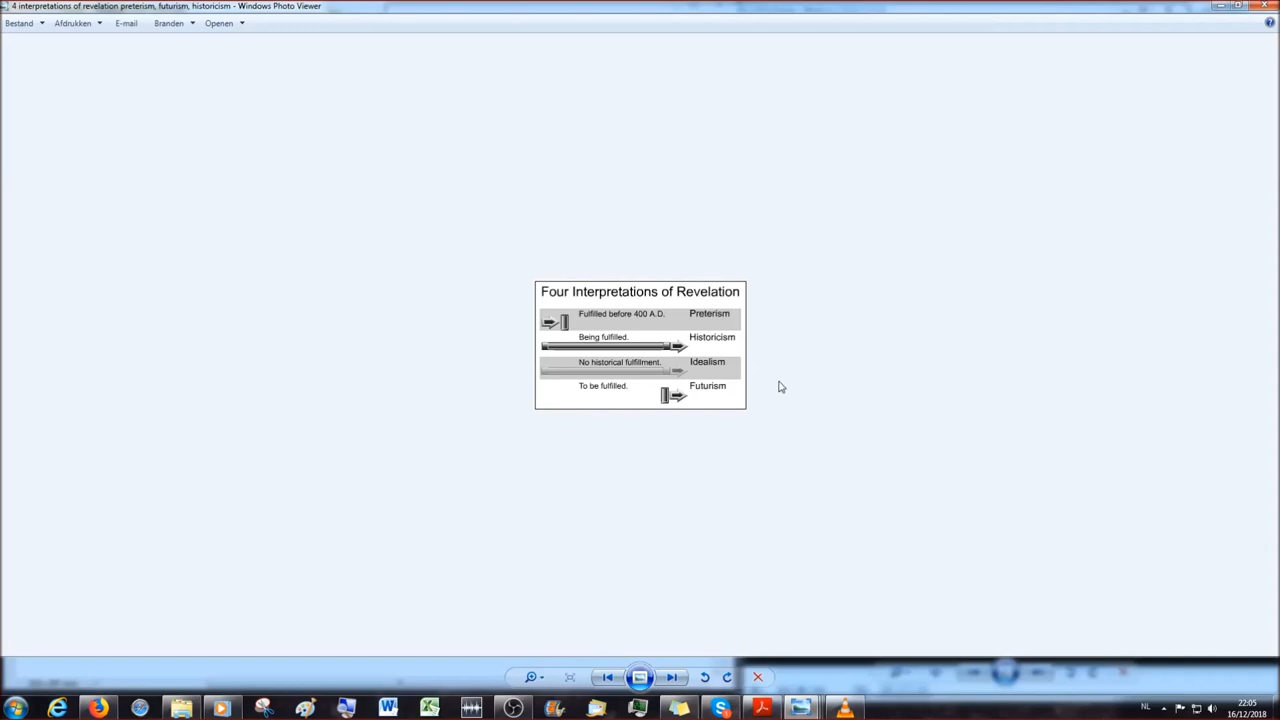 4 interpretations of revelation preterism, futurism, historicism - Windows Photo Viewer
Bestand Afdrukken E-mail Branden Openen
Four Interpretations of Revelation
Fulfilled before 400 A.D. Preterism
Being fulfilled. Historicism
No historical fulfillment. Idealism
To be fulfilled. Futurism
NL 22:05
16/12/2018